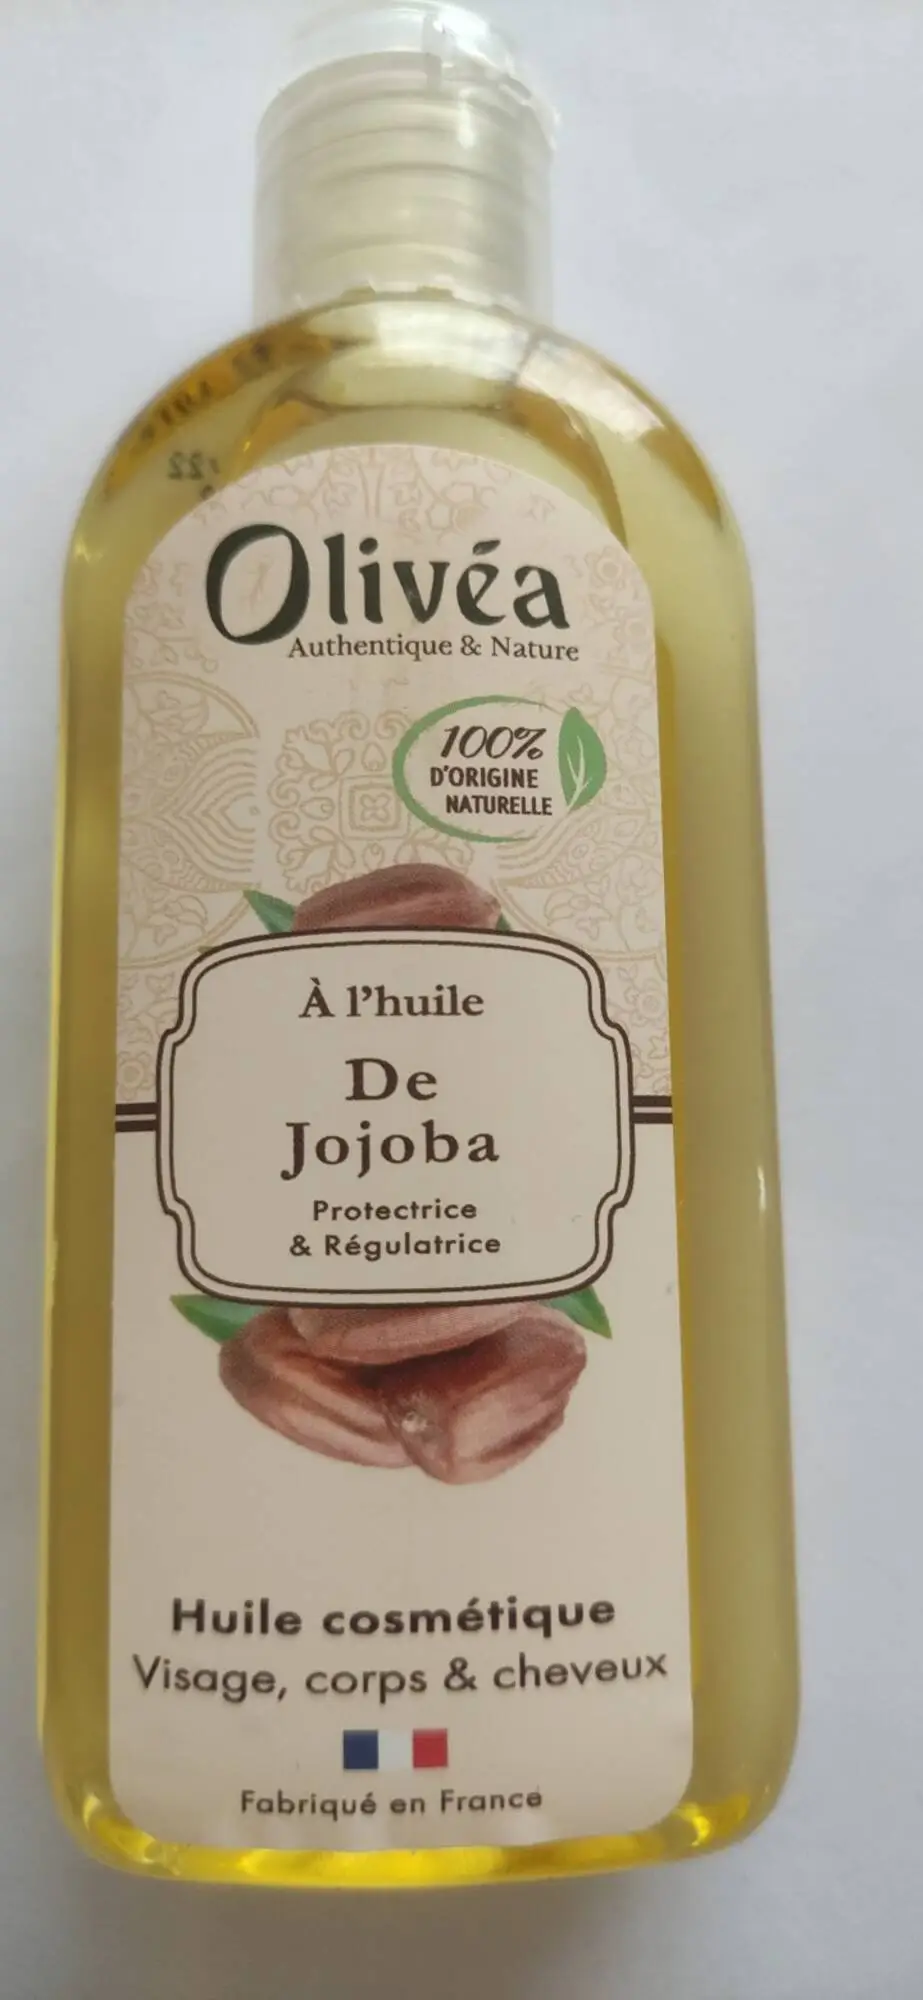 Olivéa
Authentique & Nature
100%
D'ORIGINE
NATURELLE
À l'huile
De
Jojoba
Protectrice
& Régulatrice
Huile cosmétique
Visage, corps & cheveux
Fabriqué en France